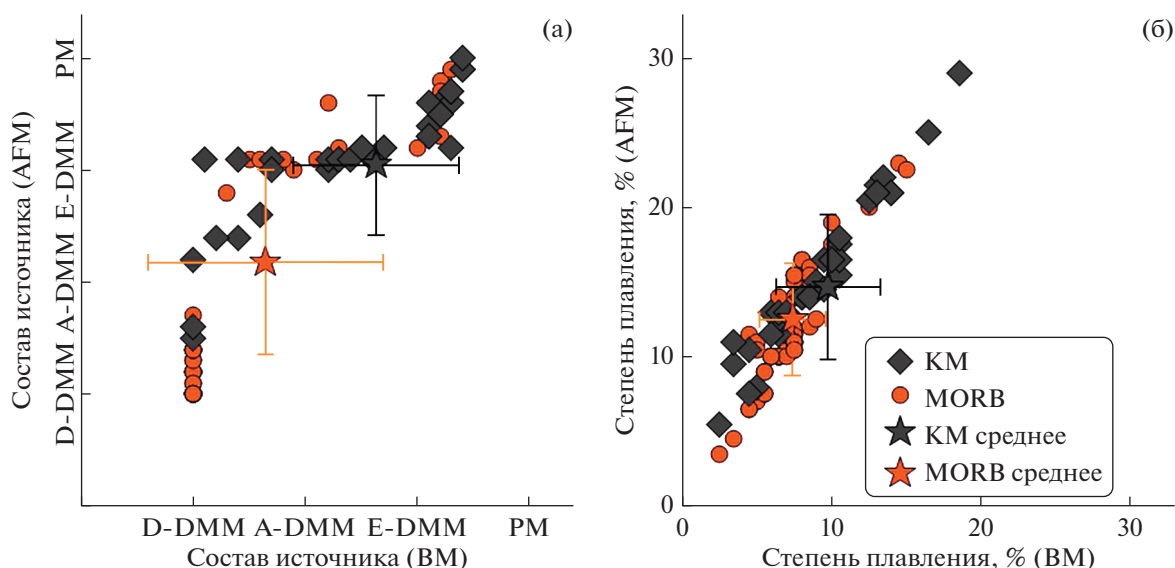 (а)
Состав источника (AFM)
D-DMM A-DMM E-DMM PM
D-DMM A-DMM E-DMM PM
Состав источника (BM)
(б)
Степень плавления, % (AFM)
30
20
10
0
0 10 20 30
Степень плавления, % (BM)
KM
MORB
KM среднее
MORB среднее